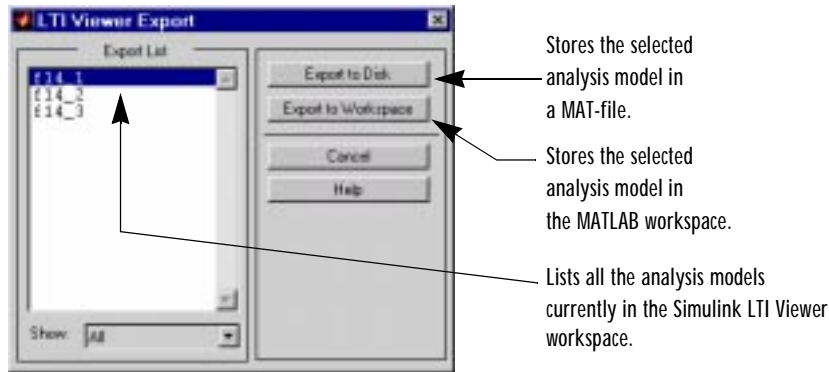 LTI Viewer Export
Export List
f14_1
f14_2
f14_3
Show: All
Export to Disk
Export to Workspace
Cancel
Help
Stores the selected
analysis model in
a MAT-file.
Stores the selected
analysis model in
the MATLAB workspace.
Lists all the analysis models
currently in the Simulink LTI Viewer
workspace.